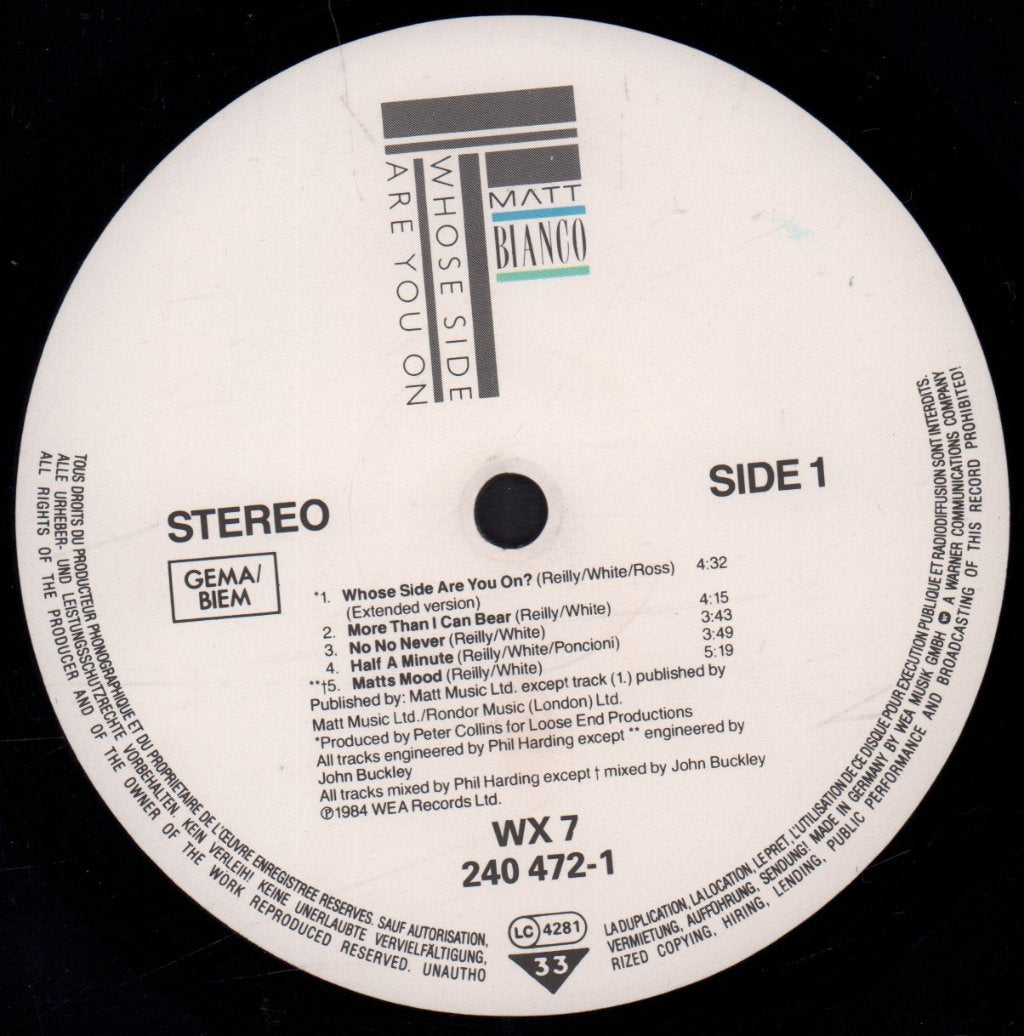 MATT
BIANCO
WHOSE SIDE
ARE YOU ON
STEREO
SIDE 1
GEMA/
BIEM
*1. Whose Side Are You On? (Reilly/White/Ross) 4:32
(Extended version)
2. More Than I Can Bear (Reilly/White) 4:15
3. No No Never (Reilly/White) 3:43
4. Half A Minute (Reilly/White/Poncioni) 3:49
**†5. Matts Mood (Reilly/White) 5:19
Published by: Matt Music Ltd. except track (1.) published by
Matt Music Ltd./Rondor Music (London) Ltd.
*Produced by Peter Collins for Loose End Productions
All tracks engineered by Phil Harding except ** engineered by
John Buckley
All tracks mixed by Phil Harding except † mixed by John Buckley
℗1984 WEA Records Ltd.
WX 7
240 472-1
LC 4281
33
TOUS DROITS DU PRODUCTEUR PHONOGRAPHIQUE ET DU PROPRIETAIRE DE L'ŒUVRE ENREGISTREE RESERVES. SAUF AUTORISATION, LA DUPLICATION, LA LOCATION, LE PRET, L'UTILISATION DE CE DISQUE POUR EXECUTION PUBLIQUE ET RADIODIFFUSION SONT INTERDITS.
ALLE URHEBER- UND LEISTUNGSSCHUTZRECHTE VORBEHALTEN. KEIN VERLEIH! KEINE UNERLAUBTE VERVIELFÄLTIGUNG, VERMIETUNG, AUFFÜHRUNG, SENDUNG! MADE IN GERMANY BY WEA MUSIK GMBH A WARNER COMMUNICATIONS COMPANY
ALL RIGHTS OF THE PRODUCER AND OF THE OWNER OF THE WORK REPRODUCED RESERVED. UNAUTHORIZED COPYING, HIRING, LENDING, PUBLIC PERFORMANCE AND BROADCASTING OF THIS RECORD PROHIBITED!